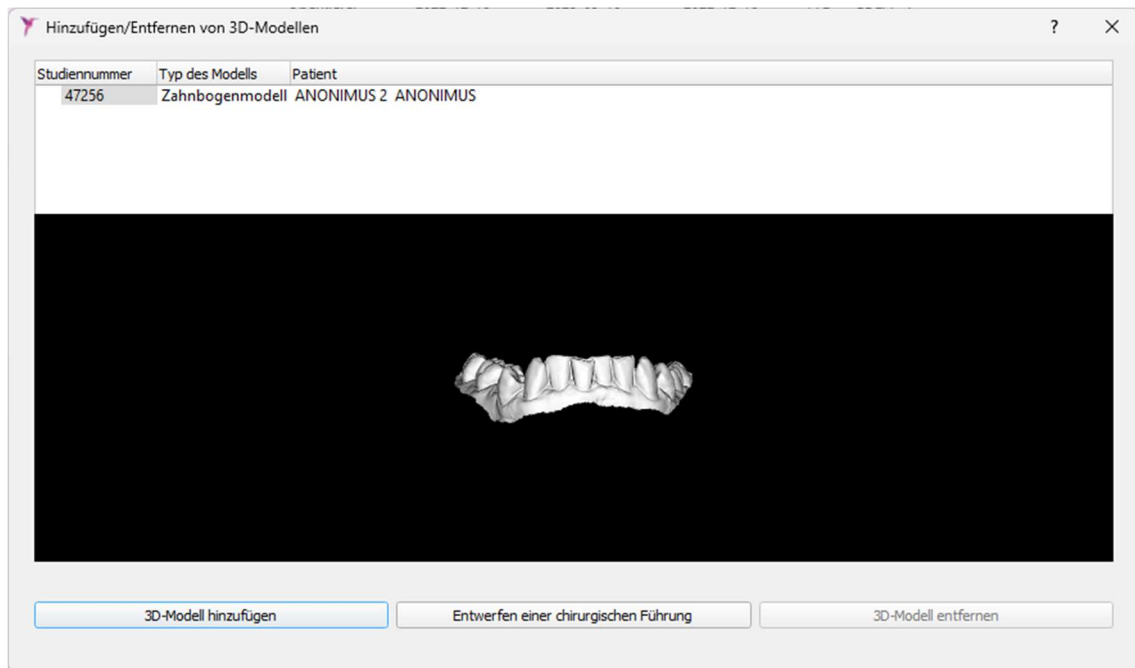 Hinzufügen/Entfernen von 3D-Modellen ?
Studiennummer Typ des Modells Patient
47256 Zahnbogenmodell ANONIMUS 2 ANONIMUS
3D-Modell hinzufügen Entwerfen einer chirurgischen Führung 3D-Modell entfernen